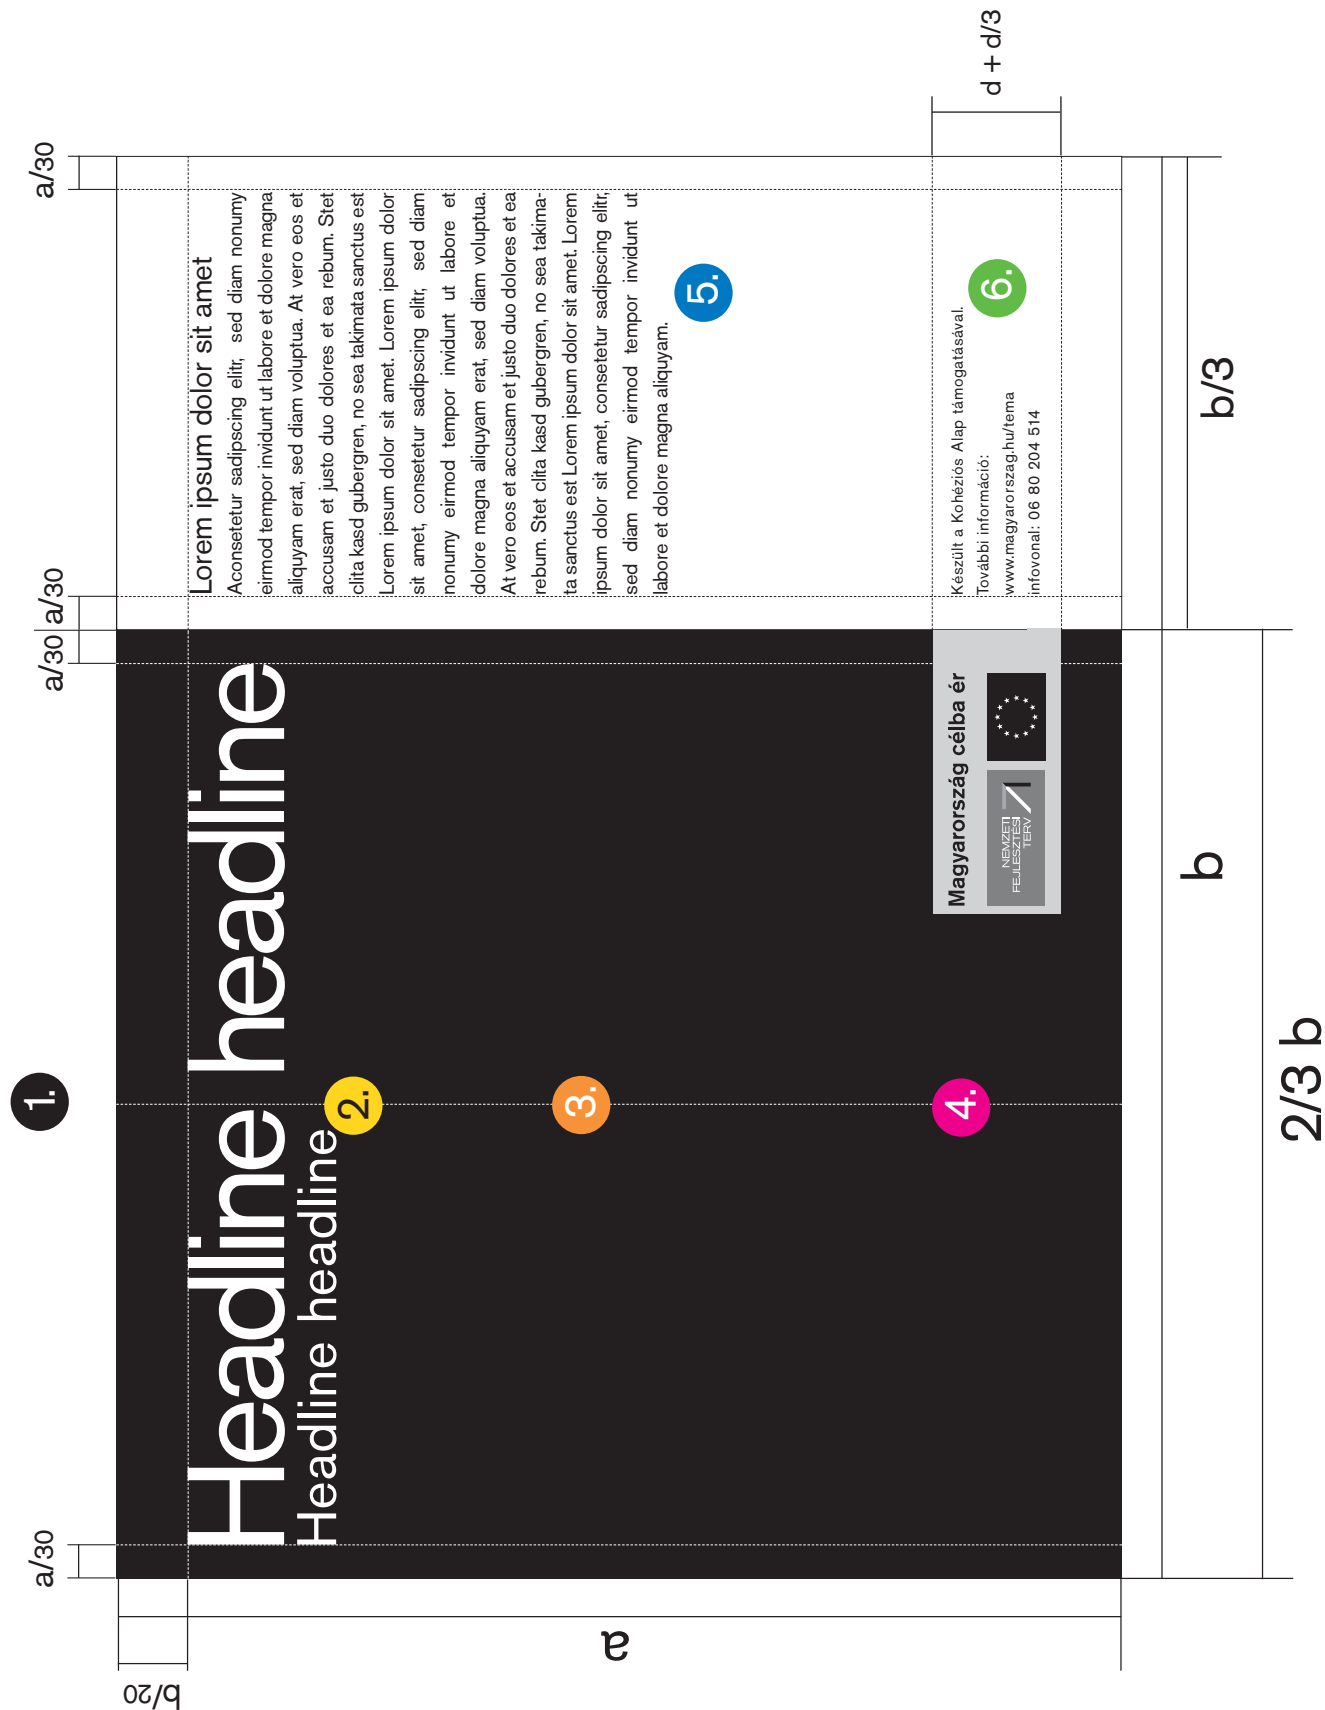 1.
a/30
a/30
a/30
a/30
b/20
a
Headline headline
Headline headline
2.
3.
4.
Magyarország célba ér
NEMZETI
FEJLESZTÉSI
TERV
Lorem ipsum dolor sit amet
Aconsetetur sadipscing elitr, sed diam nonumy
eirmod tempor invidunt ut labore et dolore magna
aliquyam erat, sed diam voluptua. At vero eos et
accusam et justo duo dolores et ea rebum. Stet
clita kasd gubergren, no sea takimata sanctus est
Lorem ipsum dolor sit amet. Lorem ipsum dolor
sit amet, consetetur sadipscing elitr, sed diam
nonumy eirmod tempor invidunt ut labore et
dolore magna aliquyam erat, sed diam voluptua.
At vero eos et accusam et justo duo dolores et ea
rebum. Stet clita kasd gubergren, no sea takima-
ta sanctus est Lorem ipsum dolor sit amet. Lorem
ipsum dolor sit amet, consetetur sadipscing elitr,
sed diam nonumy eirmod tempor invidunt ut
labore et dolore magna aliquyam.
5.
Készült a Kohéziós Alap támogatásával.
További információ:
www.magyarorszag.hu/tema
infovonal: 06 80 204 514
6.
d + d/3
b/3
b
2/3 b